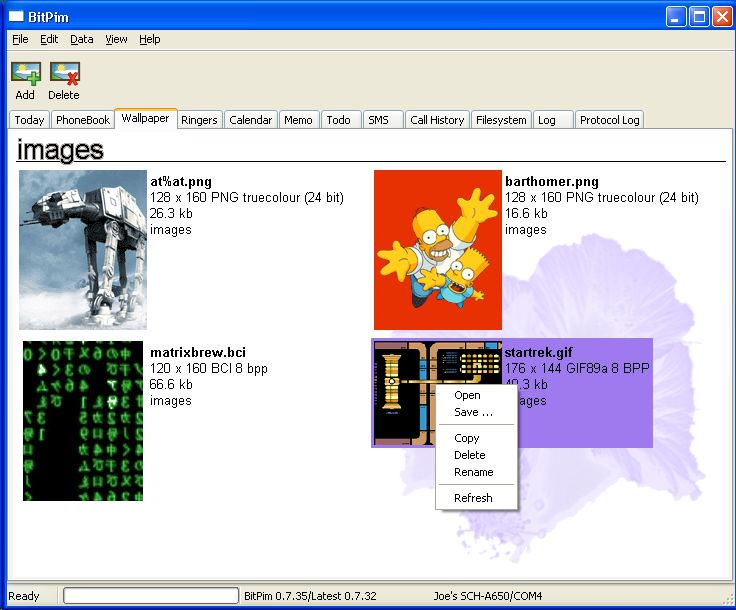 BitPim
File Edit Data View Help
Add Delete
Today PhoneBook Wallpaper Ringers Calendar Memo Todo SMS Call History Filesystem Log Protocol Log
images
at%at.png
128 x 160 PNG truecolour (24 bit)
26.3 kb
images
barthomer.png
128 x 160 PNG truecolour (24 bit)
16.6 kb
images
matrixbrew.bci
120 x 160 BCI 8 bpp
66.6 kb
images
startrek.gif
176 x 144 GIF89a 8 BPP
kb
Open
Save ...
Copy
Delete
Rename
Refresh
Ready BitPim 0.7.35/Latest 0.7.32 Joe's SCH-A650/COM4